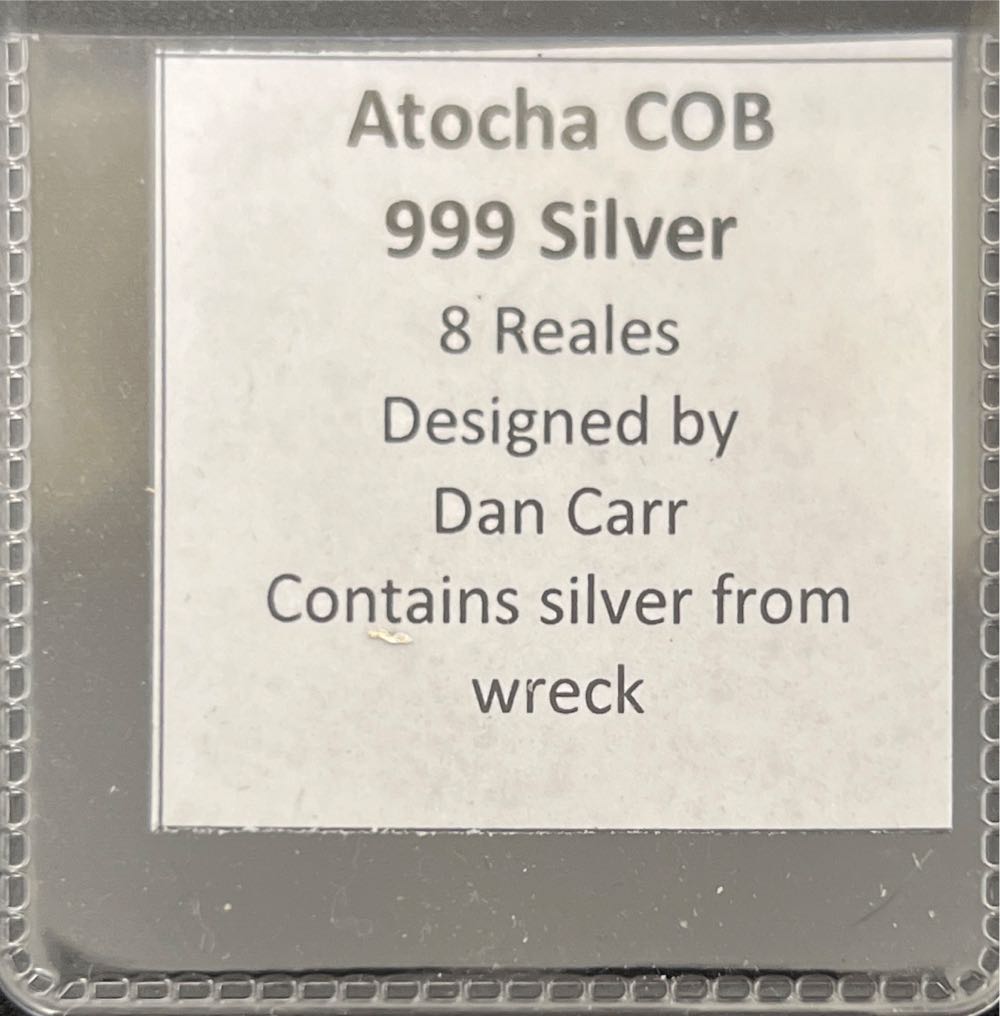 Atocha COB
999 Silver
8 Reales
Designed by
Dan Carr
Contains silver from
wreck